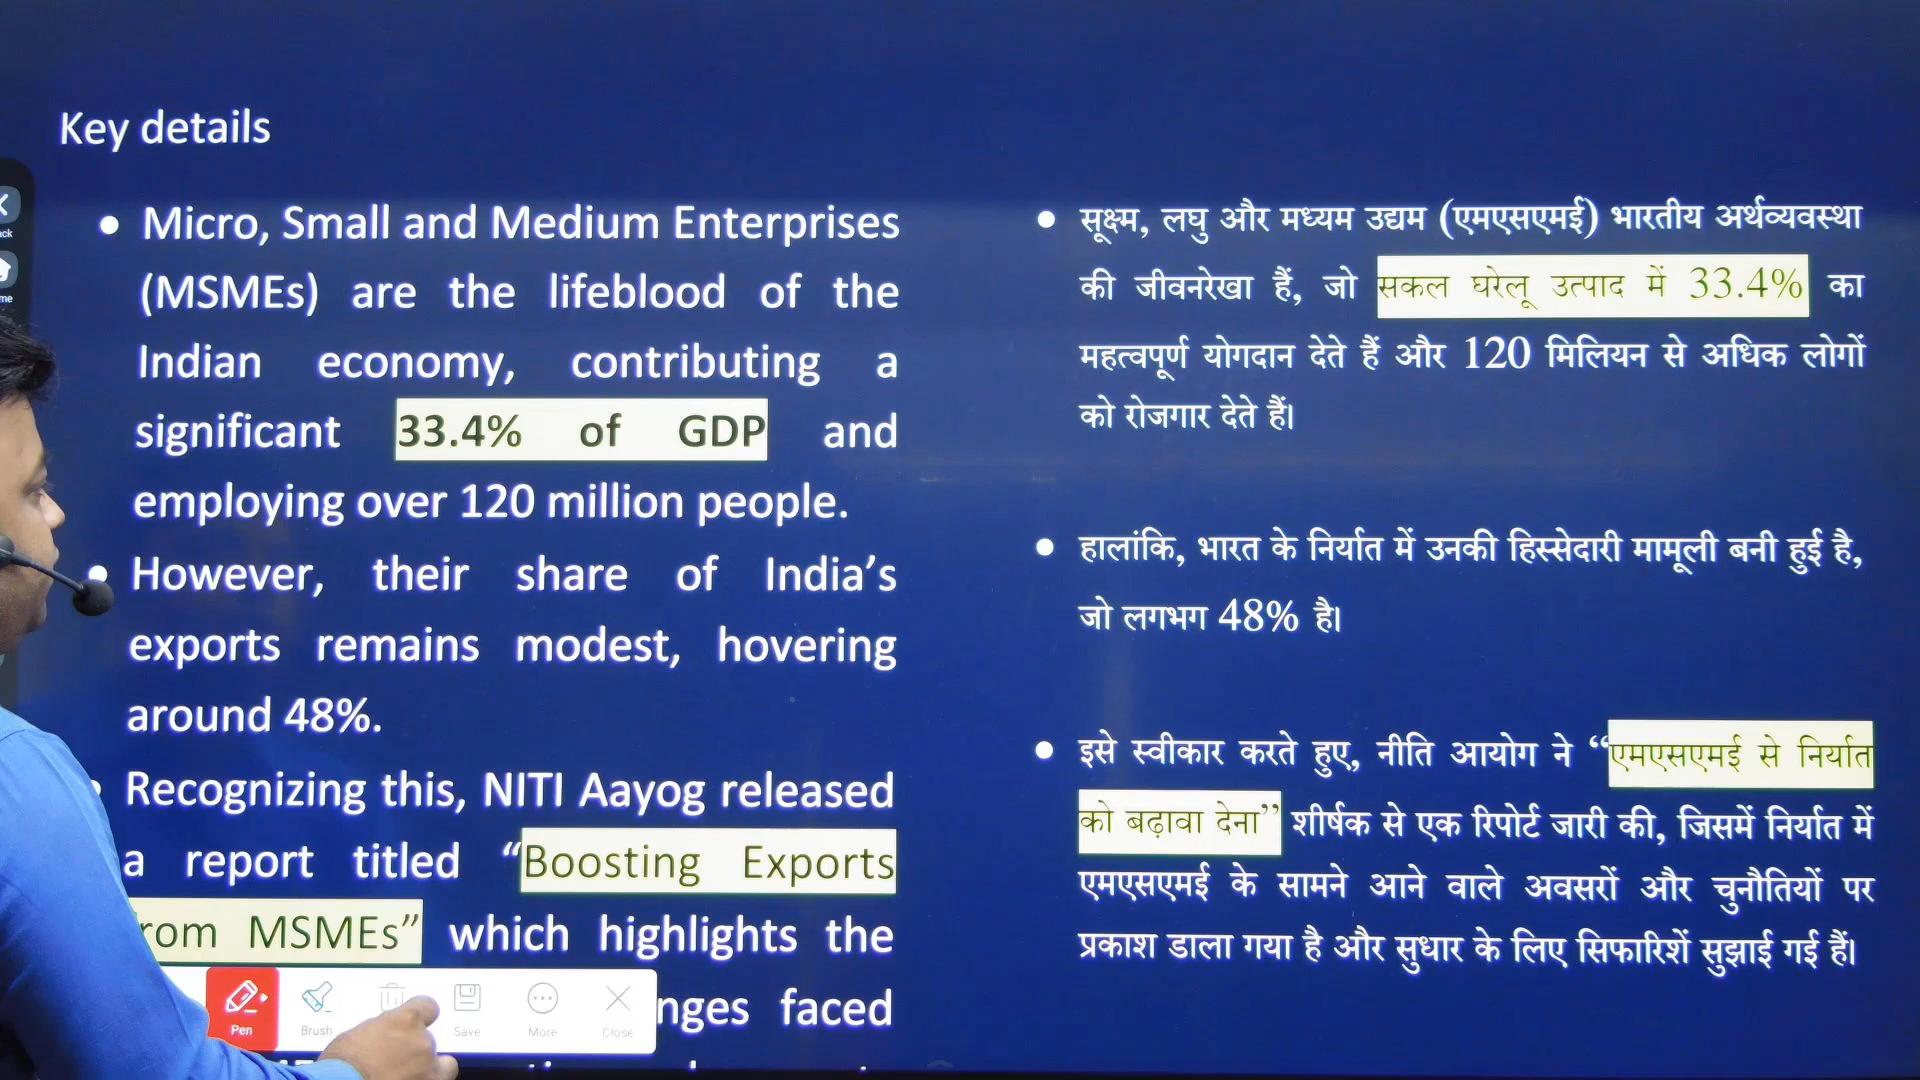 Key details
• Micro, Small and Medium Enterprises
(MSMEs) are the lifeblood of the
Indian economy, contributing a
significant 33.4% of GDP and
employing over 120 million people.
• However, their share of India’s
exports remains modest, hovering
around 48%.
Recognizing this, NITI Aayog released
a report titled “Boosting Exports
rom MSMEs” which highlights the
nges faced
• सूक्ष्म, लघु और मध्यम उद्यम (एमएसएमई) भारतीय अर्थव्यवस्था
की जीवनरेखा हैं, जो सकल घरेलू उत्पाद में 33.4% का
महत्वपूर्ण योगदान देते हैं और 120 मिलियन से अधिक लोगों
को रोजगार देते हैं।
• हालांकि, भारत के निर्यात में उनकी हिस्सेदारी मामूली बनी हुई है,
जो लगभग 48% है।
• इसे स्वीकार करते हुए, नीति आयोग ने “एमएसएमई से निर्यात
को बढ़ावा देना” शीर्षक से एक रिपोर्ट जारी की, जिसमें निर्यात में
एमएसएमई के सामने आने वाले अवसरों और चुनौतियों पर
प्रकाश डाला गया है और सुधार के लिए सिफारिशें सुझाई गई हैं।
Pen Brush Save More Close